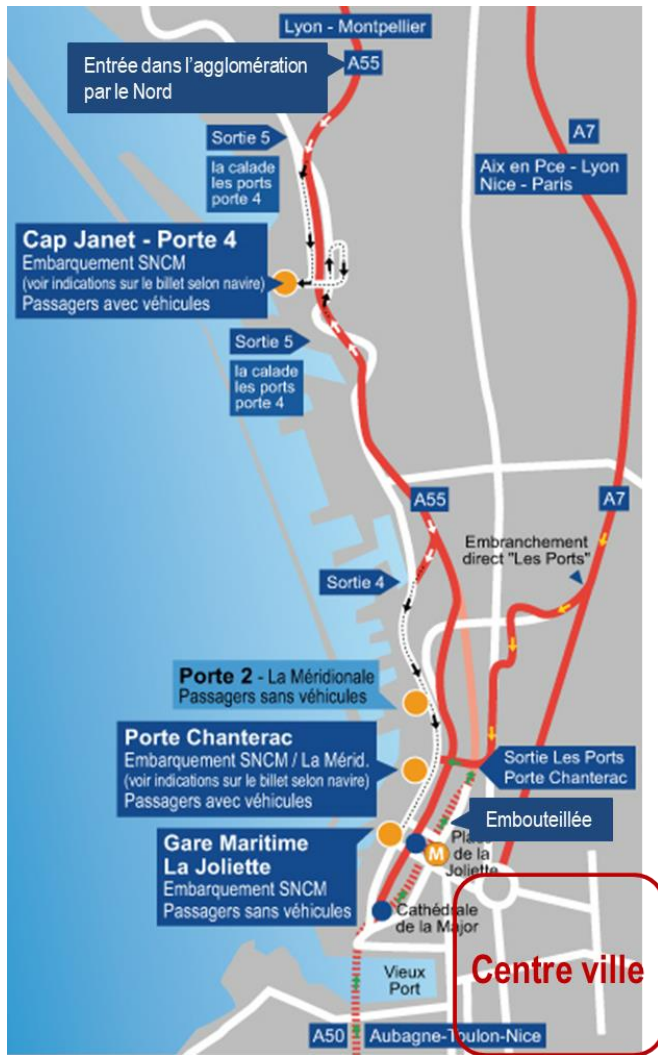 Lyon - Montpellier
Entrée dans l'agglomération
par le Nord
A55
Sortie 5
la calade
les ports
porte 4
A7
Aix en Pce - Lyon
Nice - Paris
Cap Janet - Porte 4
Embarquement SNCM
(voir indications sur le billet selon navire)
Passagers avec véhicules
Sortie 5
la calade
les ports
porte 4
A55
A7
Embranchement
direct "Les Ports"
Sortie 4
Porte 2 - La Méridionale
Passagers sans véhicules
Porte Chanterac
Embarquement SNCM / La Mérid.
(voir indications sur le billet selon navire)
Passagers avec véhicules
Sortie Les Ports
Porte Chanterac
Embouteillée
Gare Maritime
La Joliette
Embarquement SNCM
Passagers sans véhicules
M
de la
Joliette
Cathédrale
de la Major
Centre ville
Vieux
Port
A50
Aubagne-Toulon-Nice